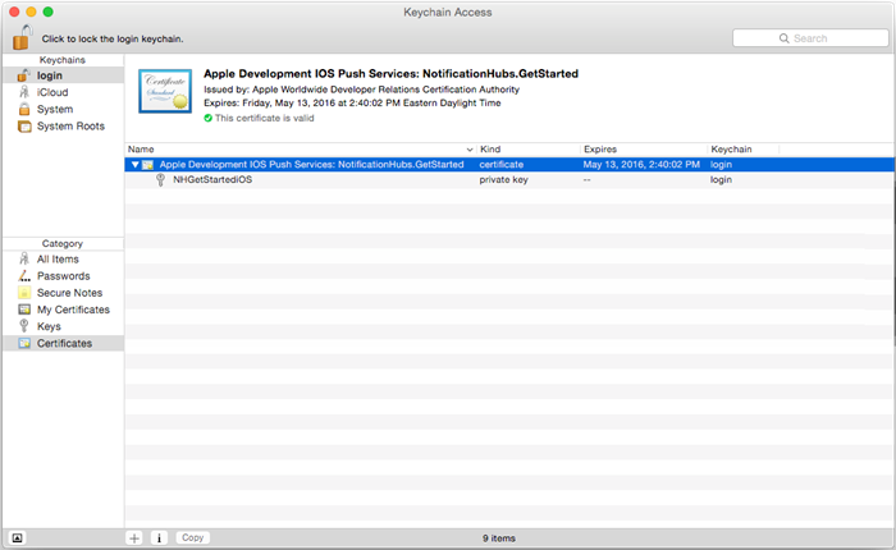 Keychain Access
Click to lock the login keychain.
Search
Keychains
login
iCloud
System
System Roots
Certificate
Standard
Apple Development IOS Push Services: NotificationHubs.GetStarted
Issued by: Apple Worldwide Developer Relations Certification Authority
Expires: Friday, May 13, 2016 at 2:40:02 PM Eastern Daylight Time
This certificate is valid
Name Kind Expires Keychain
Apple Development IOS Push Services: NotificationHubs.GetStarted certificate May 13, 2016, 2:40:02 PM login
NHGetStartediOS private key -- login
Category
All Items
Passwords
Secure Notes
My Certificates
Keys
Certificates
Copy
9 items